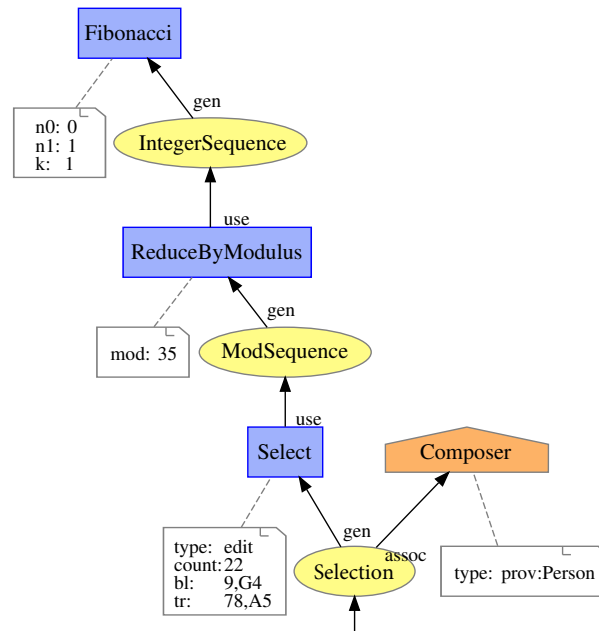 Fibonacci
gen
n0: 0
n1: 1
k: 1
IntegerSequence
use
ReduceByModulus
gen
mod: 35
ModSequence
use
Select
Composer
gen
assoc
type: edit
count:22
bl: 9,G4
tr: 78,A5
Selection
type: prov:Person